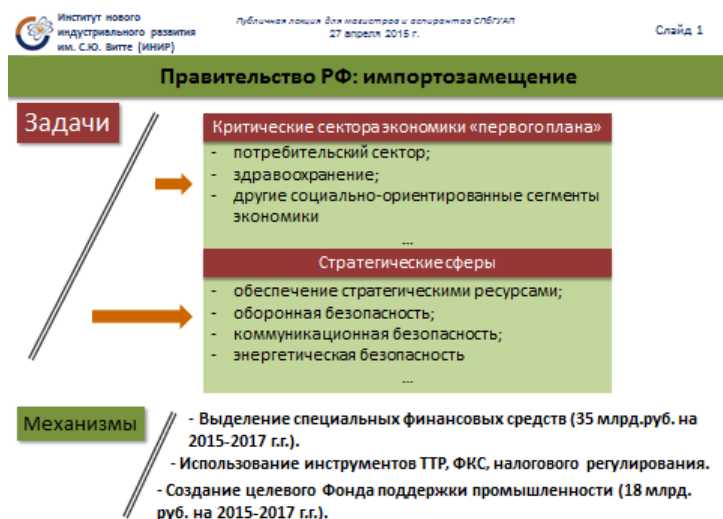 Институт нового
индустриального развития
им. С.Ю. Витте (ИНИР)
Публичная лекция для магистров и аспирантов СПбГУАП
27 апреля 2015 г.
Слайд 1
Правительство РФ: импортозамещение
Задачи
Критические сектора экономики «первого плана»
- потребительский сектор;
- здравоохранение;
- другие социально-ориентированные сегменты
экономики
...
Стратегические сферы
- обеспечение стратегическими ресурсами;
- оборонная безопасность;
- коммуникационная безопасность;
- энергетическая безопасность
...
Механизмы
- Выделение специальных финансовых средств (35 млрд.руб. на
2015-2017 г.г.).
- Использование инструментов ТТР, ФКС, налогового регулирования.
- Создание целевого Фонда поддержки промышленности (18 млрд.
руб. на 2015-2017 г.г.).